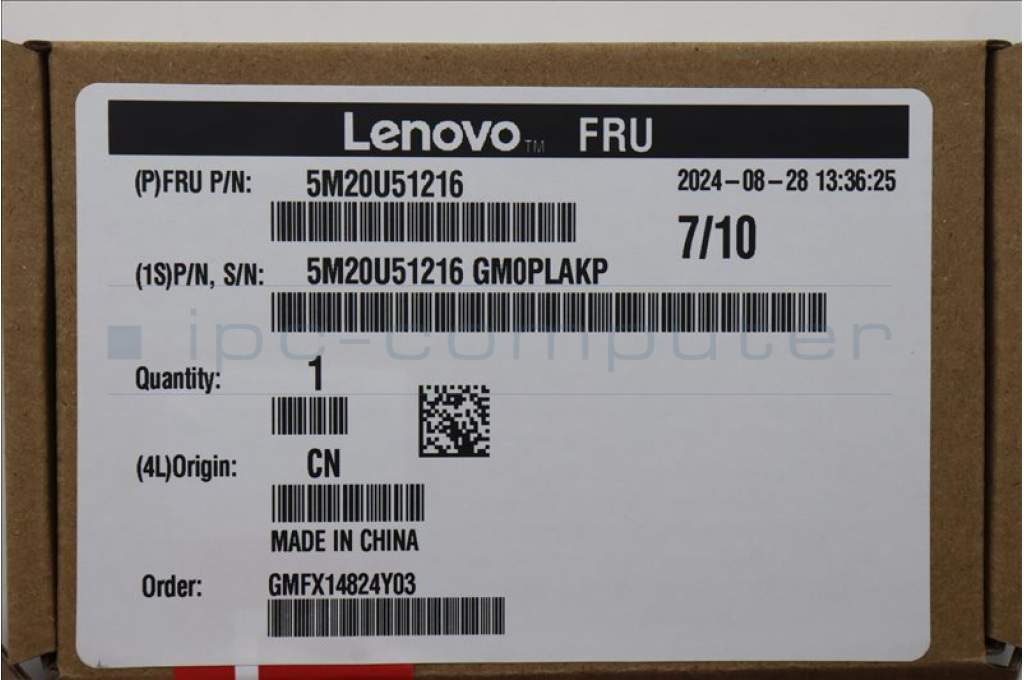 Lenovo™ FRU
(P)FRU P/N: 5M20U51216 2024-08-28 13:36:25
7/10
(1S)P/N, S/N: 5M20U51216 GM0PLAKP
ipc-computer
Quantity: 1
(4L)Origin: CN
MADE IN CHINA
Order: GMFX14824Y03